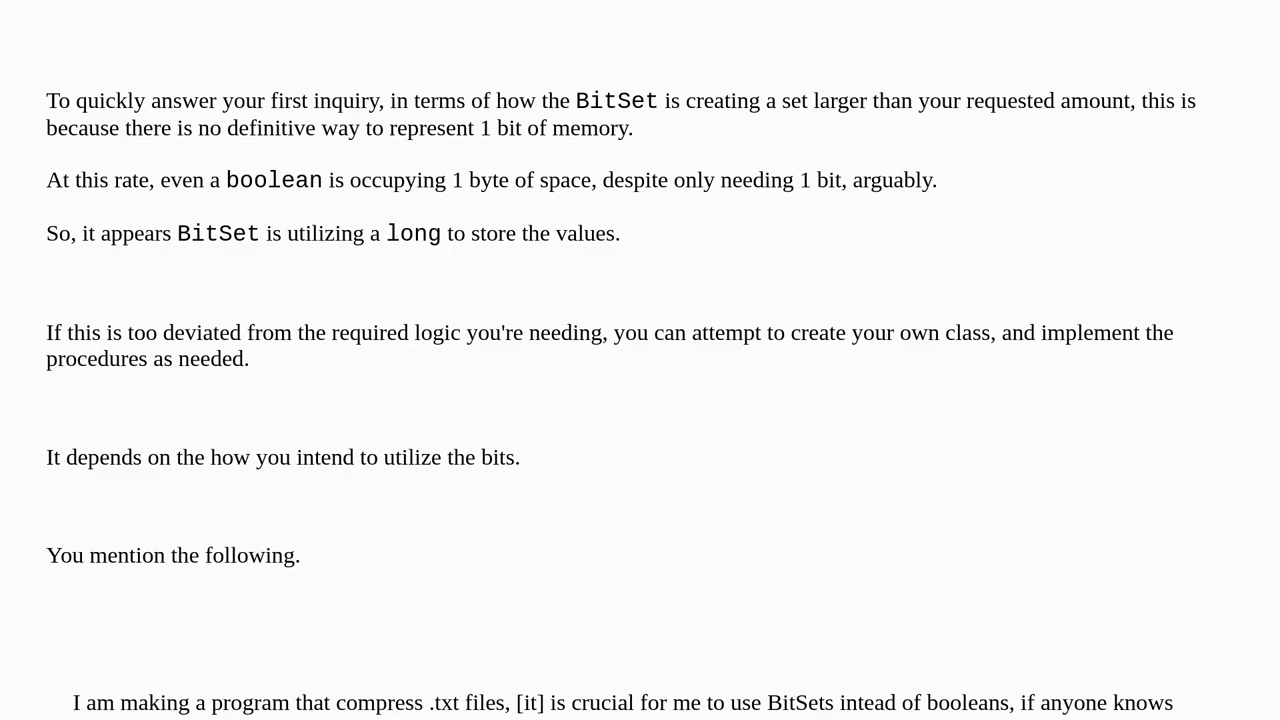 To quickly answer your first inquiry, in terms of how the BitSet is creating a set larger than your requested amount, this is
because there is no definitive way to represent 1 bit of memory.
At this rate, even a boolean is occupying 1 byte of space, despite only needing 1 bit, arguably.
So, it appears BitSet is utilizing a long to store the values.
If this is too deviated from the required logic you're needing, you can attempt to create your own class, and implement the
procedures as needed.
It depends on the how you intend to utilize the bits.
You mention the following.
I am making a program that compress .txt files, [it] is crucial for me to use BitSets intead of booleans, if anyone knows